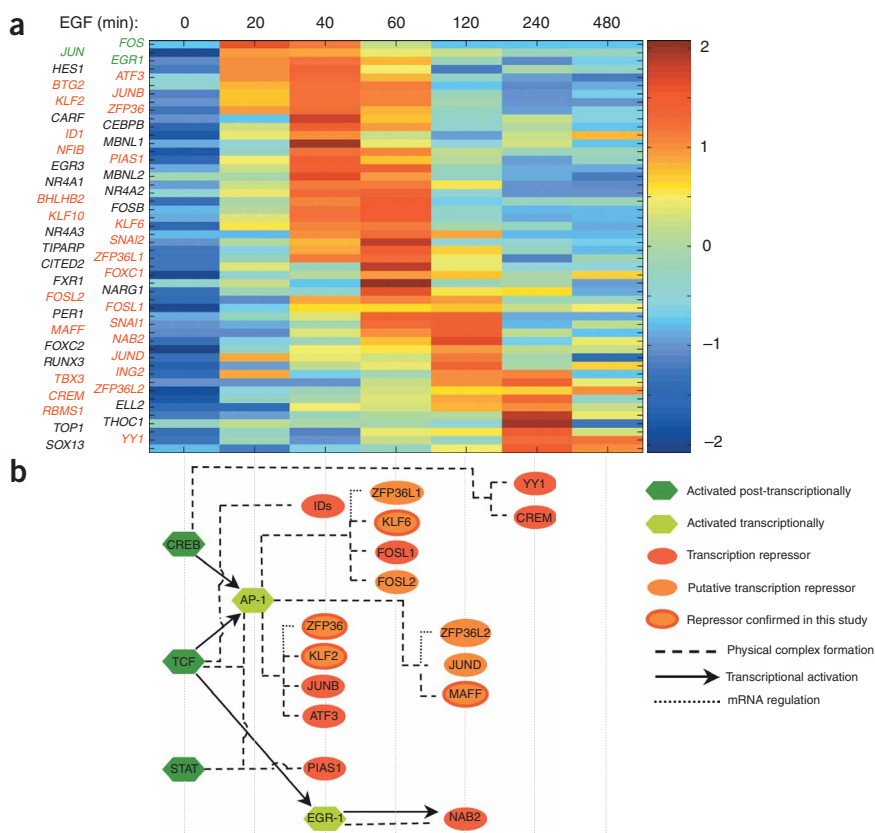 a
EGF (min): 0 20 40 60 120 240 480
FOS
JUN
EGR1
HES1
ATF3
BTG2
JUNB
KLF2
ZFP36
CARF
CEBPB
ID1
MBNL1
NFIB
PIAS1
EGR3
MBNL2
NR4A1
NR4A2
BHLHB2
FOSB
KLF10
KLF6
NR4A3
SNAI2
TIPARP
ZFP36L1
CITED2
FOXC1
FXR1
NARG1
FOSL2
FOSL1
PER1
SNAI1
MAFF
NAB2
FOXC2
JUND
RUNX3
ING2
TBX3
ZFP36L2
CREM
ELL2
RBMS1
THOC1
TOP1
YY1
SOX13
2
1
0
−1
−2
b
CREB
TCF
STAT
AP-1
IDs
ZFP36
KLF2
JUNB
ATF3
PIAS1
EGR-1
ZFP36L1
KLF6
FOSL1
FOSL2
ZFP36L2
JUND
MAFF
NAB2
YY1
CREM
Activated post-transcriptionally
Activated transcriptionally
Transcription repressor
Putative transcription repressor
Repressor confirmed in this study
Physical complex formation
Transcriptional activation
mRNA regulation